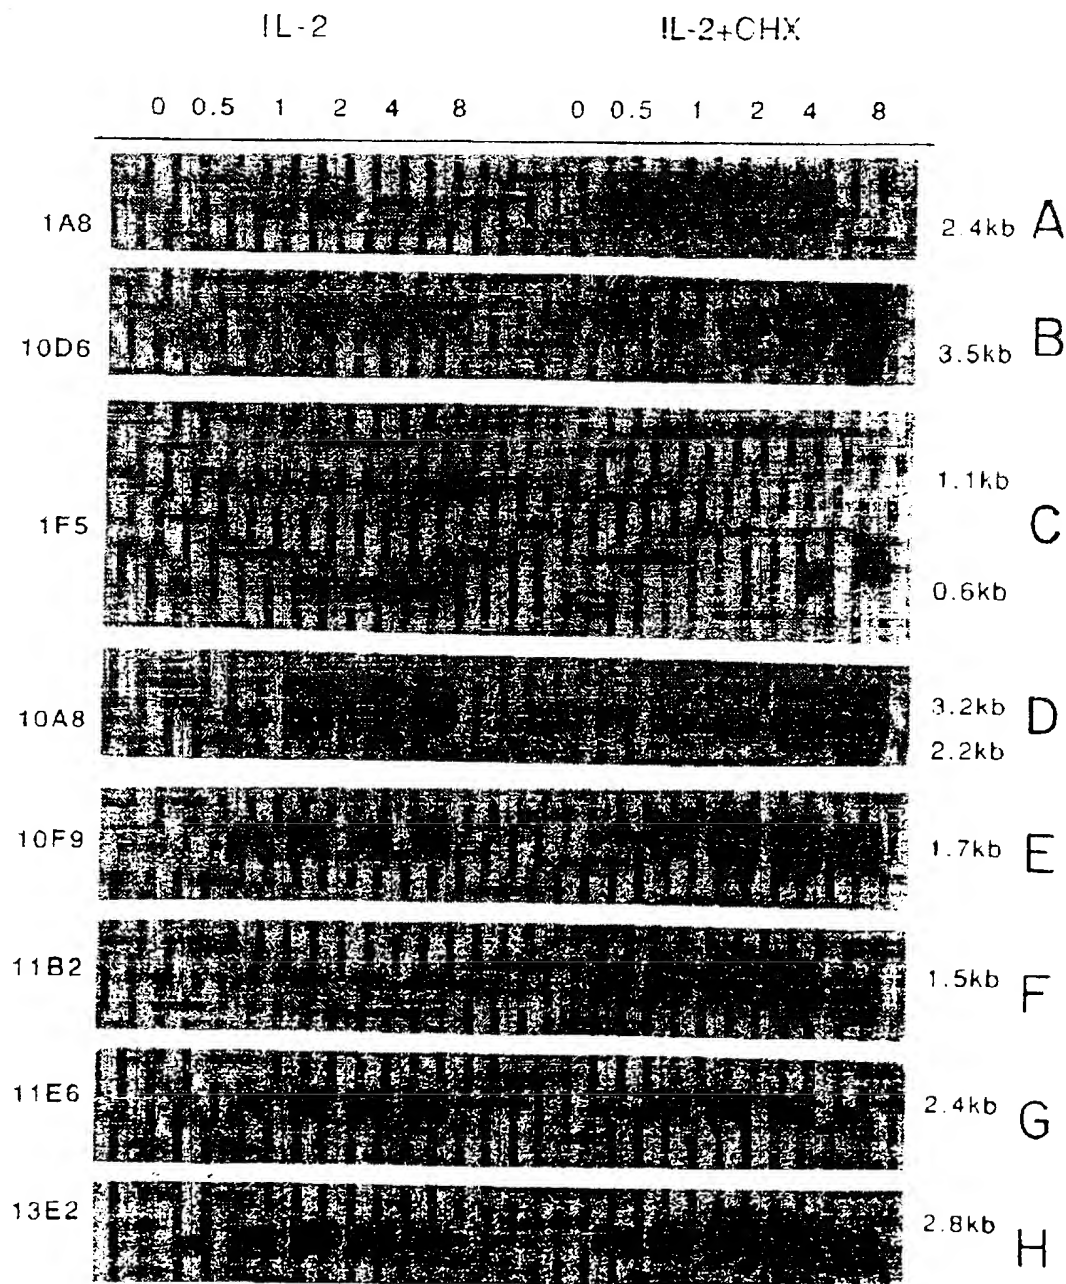 IL-2 IL-2+CHX
0 0.5 1 2 4 8 0 0.5 1 2 4 8
1A8 2.4kb A
10D6 3.5kb B
1.1kb
1F5 C
0.6kb
10A8 3.2kb D
2.2kb
10F9 1.7kb E
11B2 1.5kb F
11E6 2.4kb G
13E2 2.8kb H